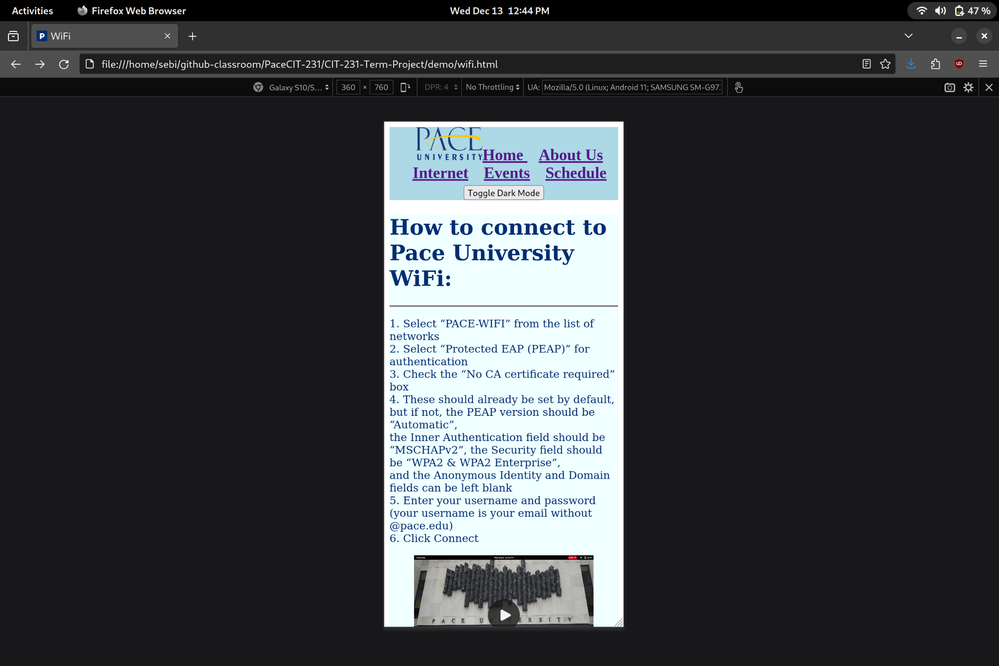 Activities Firefox Web Browser Wed Dec 13 12:44 PM 47 %
WiFi
file:///home/sebi/github-classroom/PaceCIT-231/CIT-231-Term-Project/demo/wifi.html
Galaxy S10/S... 360 × 760 DPR: 4 No Throttling UA: Mozilla/5.0 (Linux; Android 11; SAMSUNG SM-G97
PACE
UNIVERSITY Home About Us
Internet Events Schedule
Toggle Dark Mode
How to connect to
Pace University
WiFi:
1. Select “PACE-WIFI” from the list of
networks
2. Select “Protected EAP (PEAP)” for
authentication
3. Check the “No CA certificate required”
box
4. These should already be set by default,
but if not, the PEAP version should be
“Automatic”,
the Inner Authentication field should be
“MSCHAPv2”, the Security field should
be “WPA2 & WPA2 Enterprise”,
and the Anonymous Identity and Domain
fields can be left blank
5. Enter your username and password
(your username is your email without
@pace.edu)
6. Click Connect
PACE UNIVERSITY